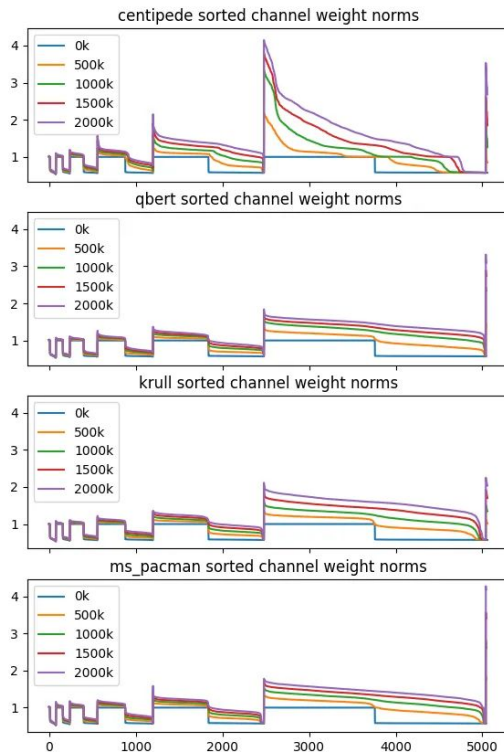 centipede sorted channel weight norms
4
3
2
1
0k
500k
1000k
1500k
2000k
qbert sorted channel weight norms
4
3
2
1
0k
500k
1000k
1500k
2000k
krull sorted channel weight norms
4
3
2
1
0k
500k
1000k
1500k
2000k
ms_pacman sorted channel weight norms
4
3
2
1
0k
500k
1000k
1500k
2000k
0 1000 2000 3000 4000 5000